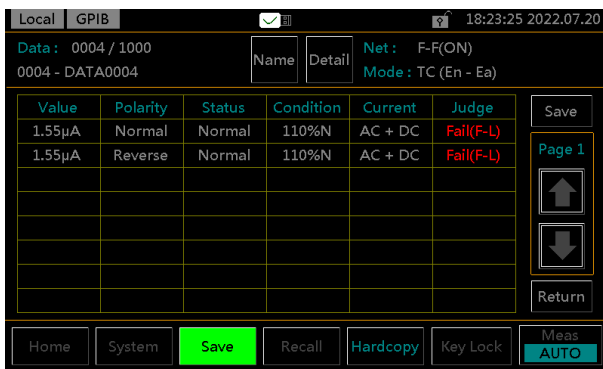 Local GPIB 18:23:25 2022.07.20
Data : 0004 / 1000 Name Detail Net : F-F(ON)
0004 - DATA0004 Mode : TC (En - Ea)
Value Polarity Status Condition Current Judge Save
1.55µA Normal Normal 110%N AC + DC Fail(F-L)
1.55µA Reverse Normal 110%N AC + DC Fail(F-L) Page 1
Return
Home System Save Recall Hardcopy Key Lock Meas
AUTO